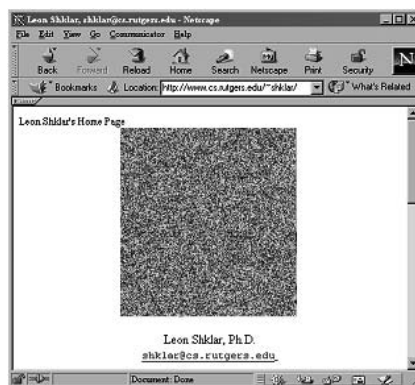 Leon Shklar, shklar@cs.rutgers.edu - Netscape
File Edit View Go Communicator Help
Back Forward Reload Home Search Netscape Print Security N
Bookmarks Location: http://www.cs.rutgers.edu/~shklar/ What's Related
Leon Shklar's Home Page
Leon Shklar, Ph.D.
shklar@cs.rutgers.edu
Document: Done